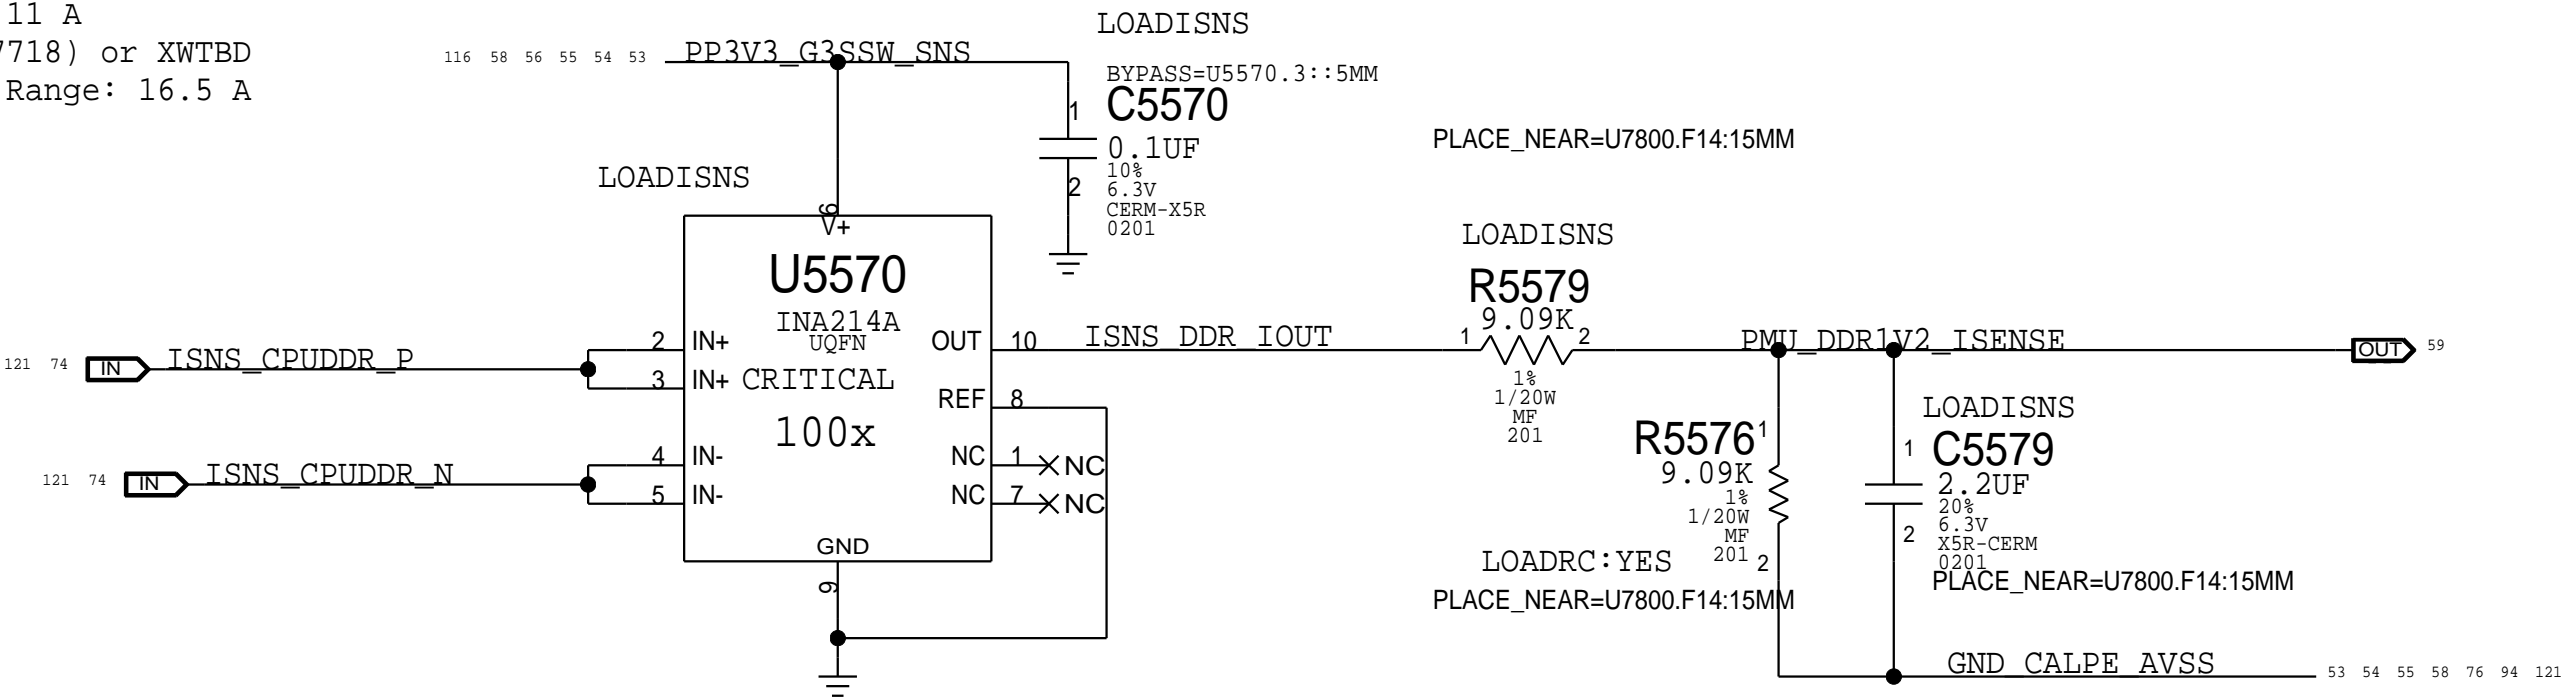 11 A
7718) or XWTBD
Range: 16.5 A
116 58 56 55 54 53
PP3V3_G3SSW_SNS
LOADISNS
BYPASS=U5570.3::5MM
C5570
1
0.1UF
10%
6.3V
CERM-X5R
0201
2
PLACE_NEAR=U7800.F14:15MM
LOADISNS
6
V+
U5570
INA214A
UQFN
CRITICAL
100x
121 74
IN
ISNS_CPUDDR_P
2
IN+
3
IN+
121 74
IN
ISNS_CPUDDR_N
4
IN-
5
IN-
OUT
10
ISNS_DDR_IOUT
REF
8
NC
1
NC
NC
7
NC
GND
9
LOADISNS
R5579
1
9.09K
2
1%
1/20W
MF
201
PMU_DDR1V2_ISENSE
OUT
59
R5576
1
9.09K
1%
1/20W
MF
201
2
LOADRC:YES
PLACE_NEAR=U7800.F14:15MM
LOADISNS
1
C5579
2.2UF
20%
6.3V
X5R-CERM
0201
2
PLACE_NEAR=U7800.F14:15MM
GND_CALPE_AVSS
53 54 55 58 76 94 121